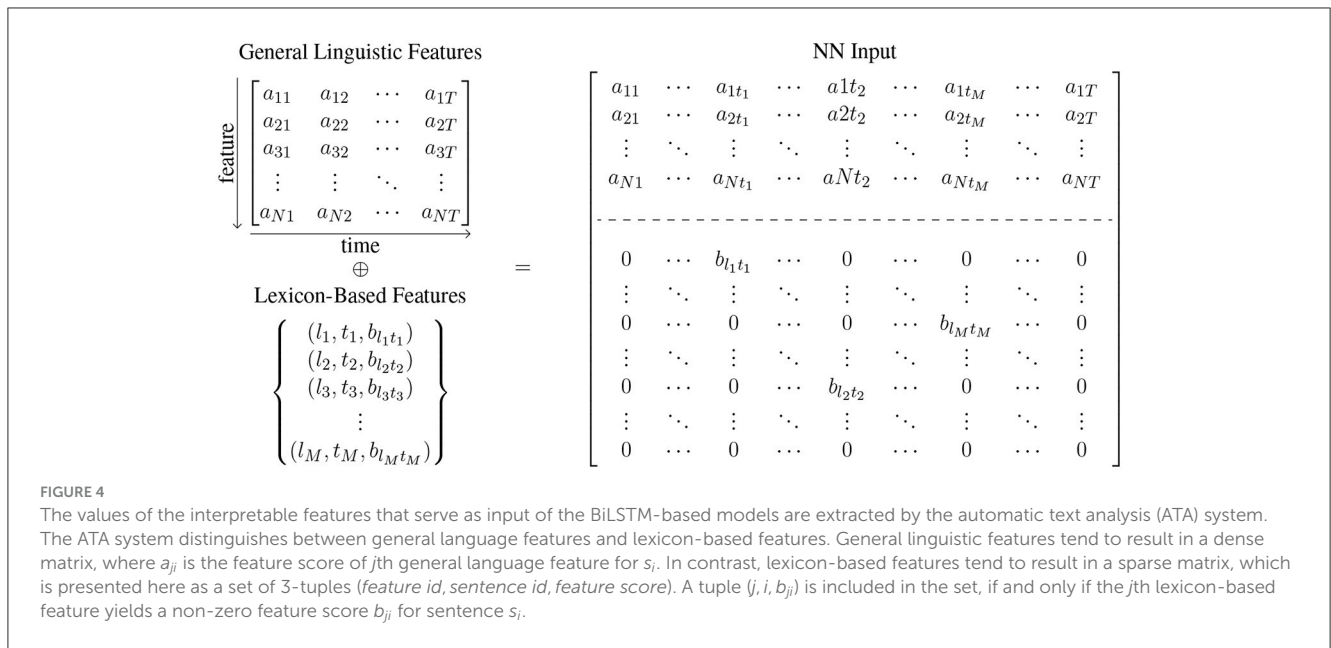 General Linguistic Features
feature
a11 a12 ⋯ a1T
a21 a22 ⋯ a2T
a31 a32 ⋯ a3T
⋮ ⋮ ⋱ ⋮
aN1 aN2 ⋯ aNT
time
⊕
Lexicon-Based Features
(l1, t1, bl1t1)
(l2, t2, bl2t2)
(l3, t3, bl3t3)
⋮
(lM, tM, blMtM)
=
NN Input
a11 ⋯ a1t1 ⋯ a1t2 ⋯ a1tM ⋯ a1T
a21 ⋯ a2t1 ⋯ a2t2 ⋯ a2tM ⋯ a2T
⋮ ⋱ ⋮ ⋱ ⋮ ⋱ ⋮ ⋱ ⋮
aN1 ⋯ aNt1 ⋯ aNt2 ⋯ aNtM ⋯ aNT
0 ⋯ bl1t1 ⋯ 0 ⋯ 0 ⋯ 0
⋮ ⋱ ⋮ ⋱ ⋮ ⋱ ⋮ ⋱ ⋮
0 ⋯ 0 ⋯ 0 ⋯ blMtM ⋯ 0
⋮ ⋱ ⋮ ⋱ ⋮ ⋱ ⋮ ⋱ ⋮
0 ⋯ 0 ⋯ bl2t2 ⋯ 0 ⋯ 0
⋮ ⋱ ⋮ ⋱ ⋮ ⋱ ⋮ ⋱ ⋮
0 ⋯ 0 ⋯ 0 ⋯ 0 ⋯ 0
FIGURE 4
The values of the interpretable features that serve as input of the BiLSTM-based models are extracted by the automatic text analysis (ATA) system.
The ATA system distinguishes between general language features and lexicon-based features. General linguistic features tend to result in a dense
matrix, where aji is the feature score of jth general language feature for si. In contrast, lexicon-based features tend to result in a sparse matrix, which
is presented here as a set of 3-tuples (feature id, sentence id, feature score). A tuple (j, i, bji) is included in the set, if and only if the jth lexicon-based
feature yields a non-zero feature score bji for sentence si.